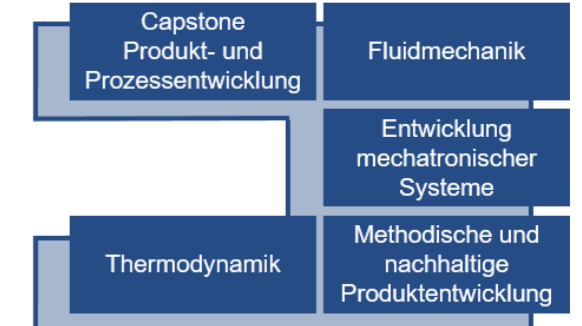 Capstone
Produkt- und
Prozessentwicklung
Fluidmechanik
Entwicklung
mechatronischer
Systeme
Thermodynamik
Methodische und
nachhaltige
Produktentwicklung